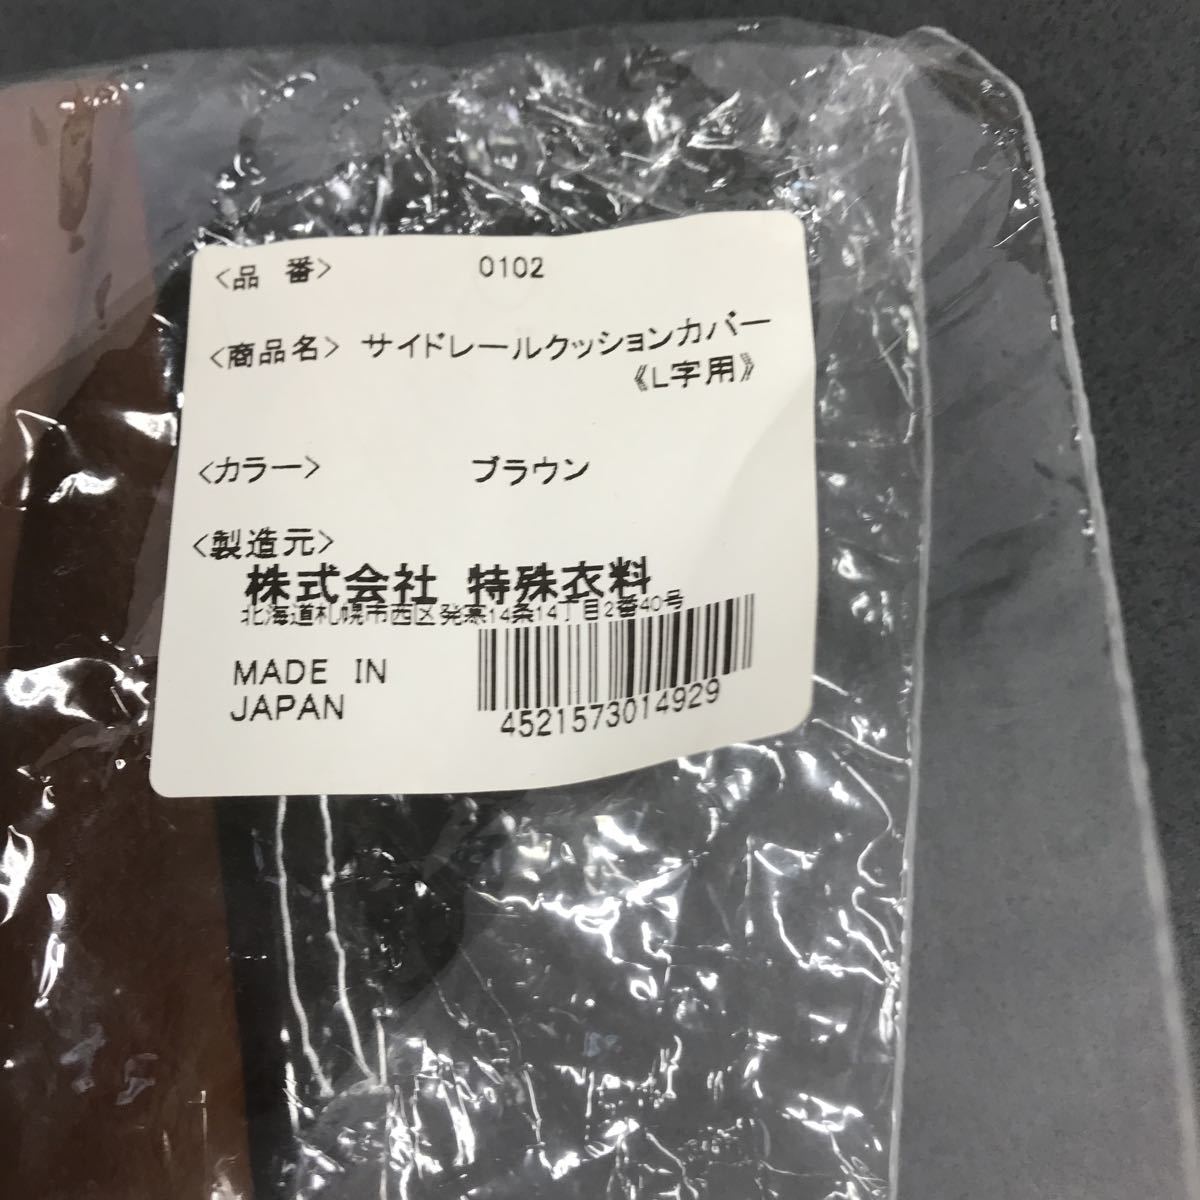 <品 番> 0102
<商品名> サイドレールクッションカバー
《L字用》
<カラー> ブラウン
<製造元>
株式会社 特殊衣料
北海道札幌市西区発寒14条14丁目2番40号
MADE IN
JAPAN
4521573014929